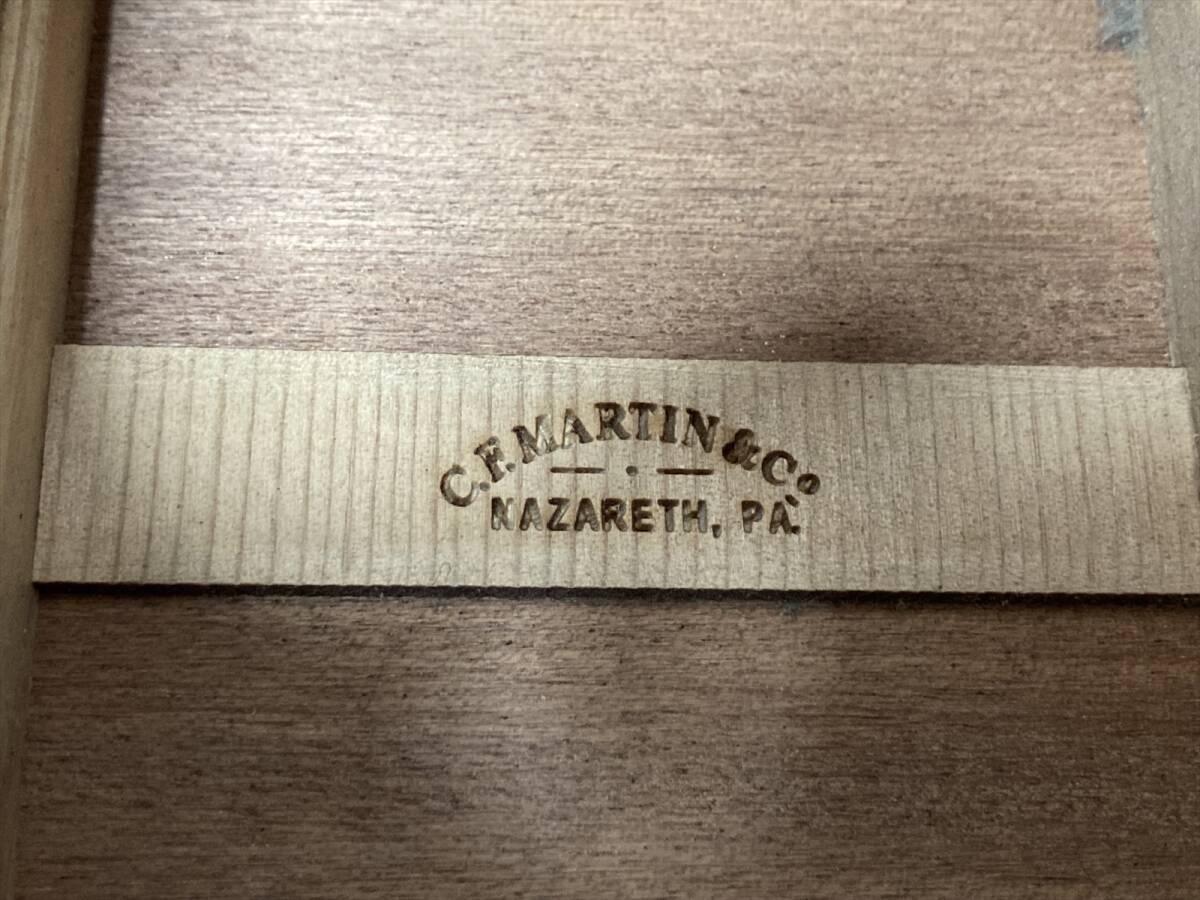 C.F. MARTIN & Co
— · —
NAZARETH, PA.